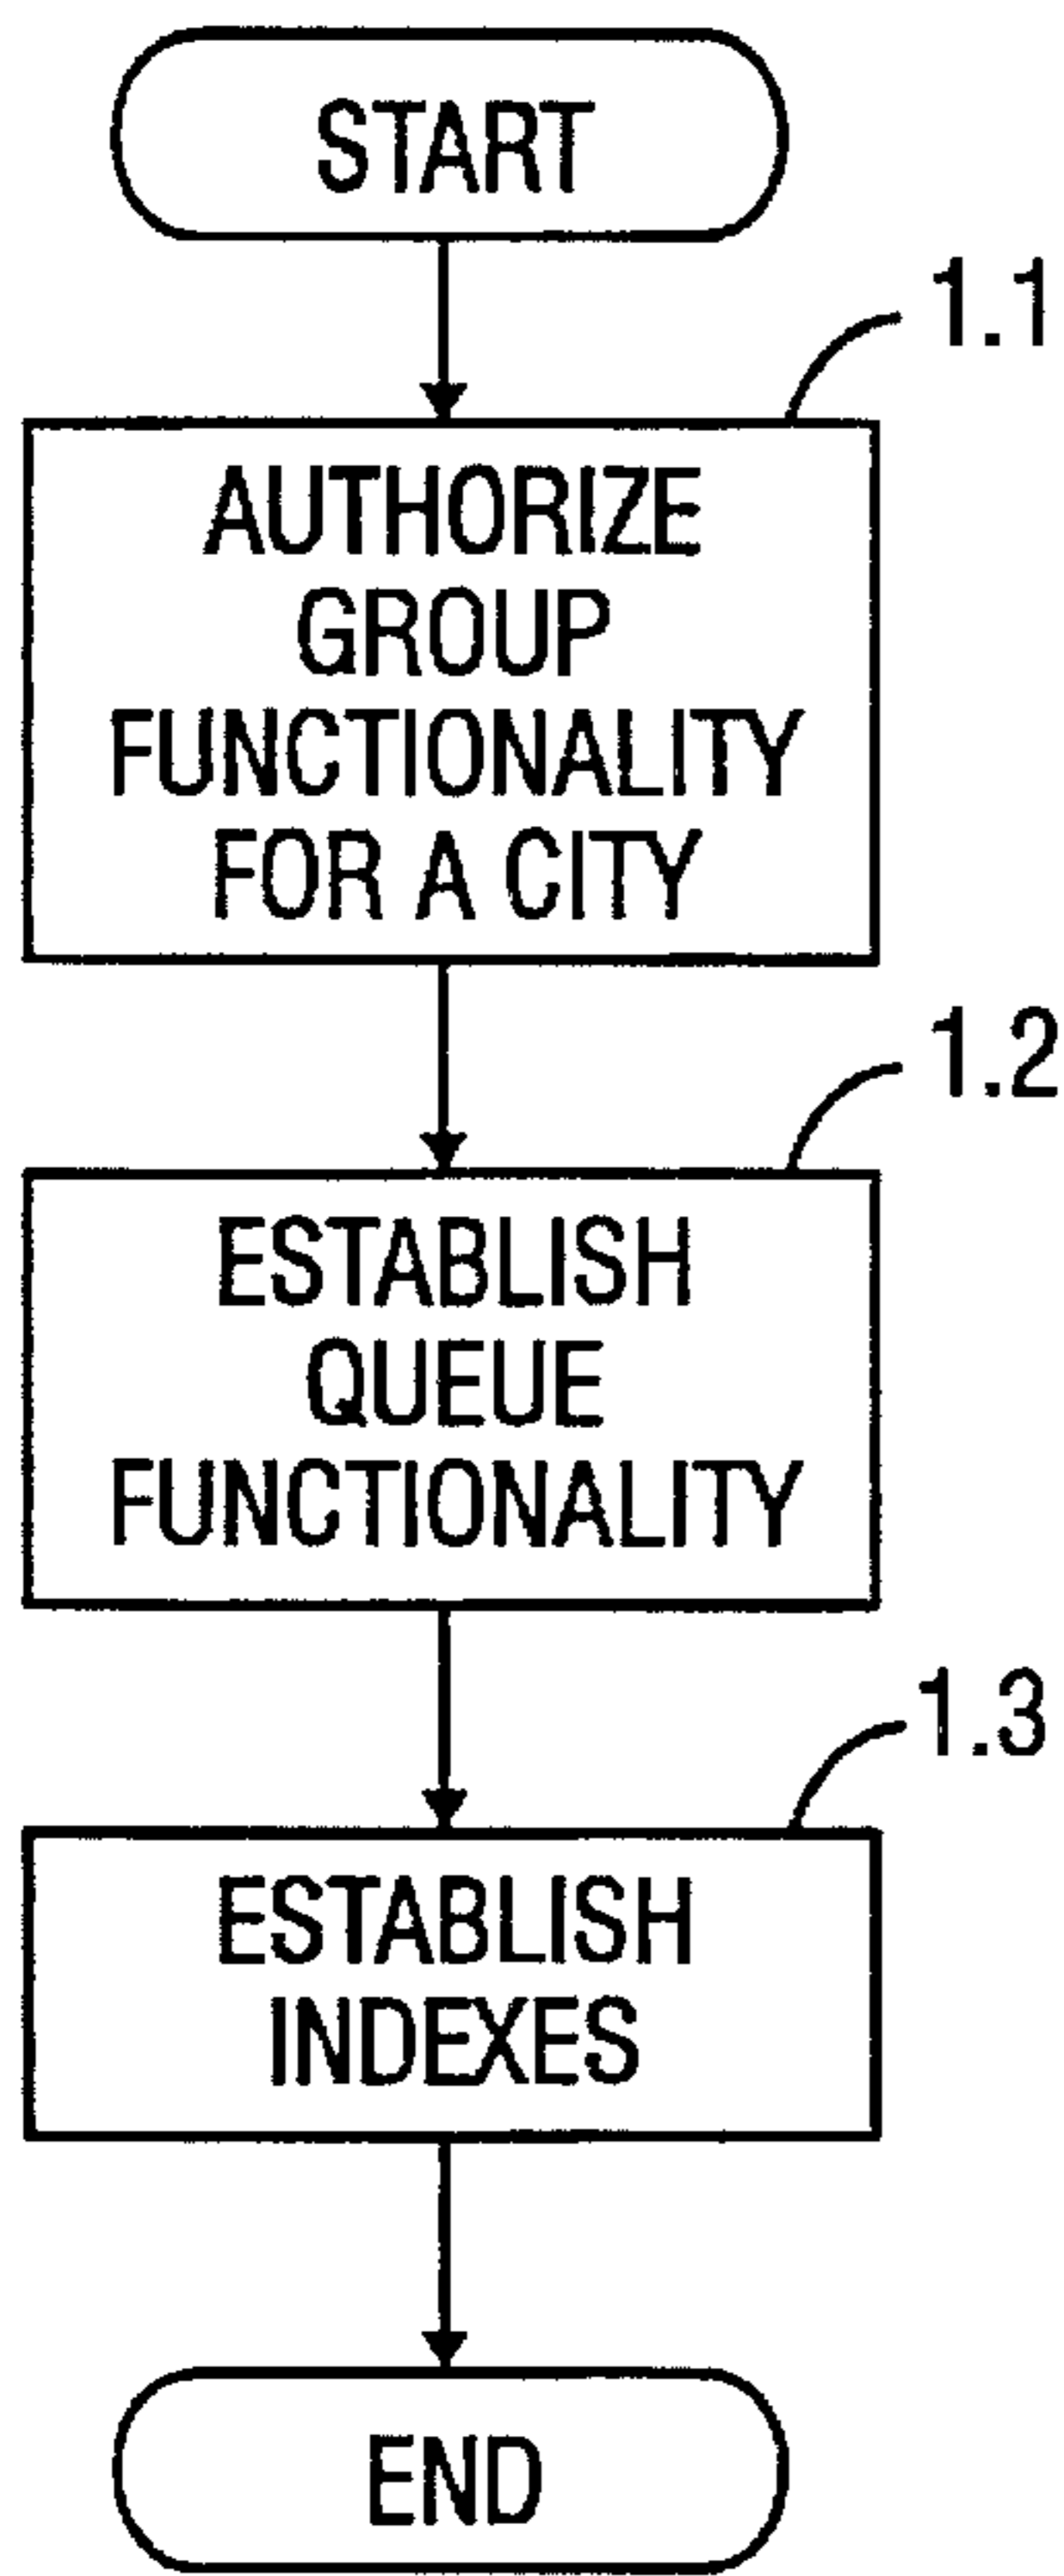 START
1.1
AUTHORIZE
GROUP
FUNCTIONALITY
FOR A CITY
1.2
ESTABLISH
QUEUE
FUNCTIONALITY
1.3
ESTABLISH
INDEXES
END